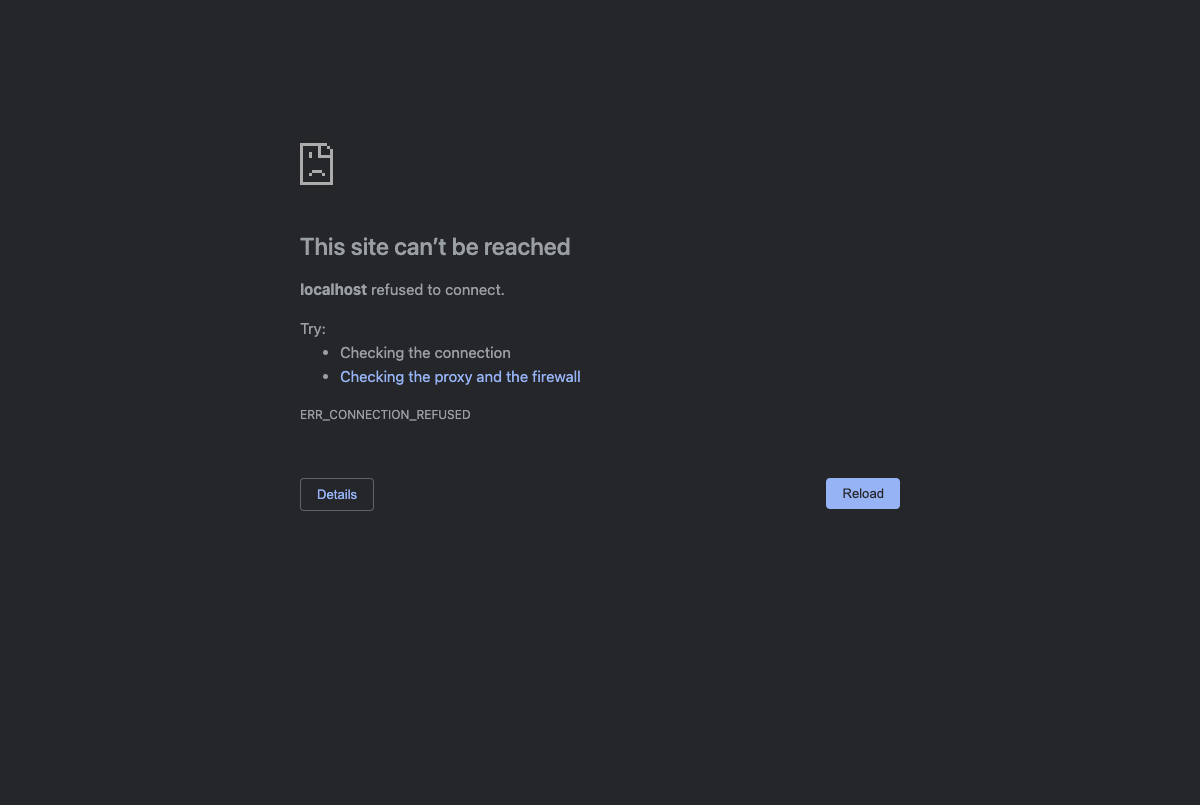 This site can’t be reached
localhost refused to connect.
Try:
Checking the connection
Checking the proxy and the firewall
ERR_CONNECTION_REFUSED
Details
Reload